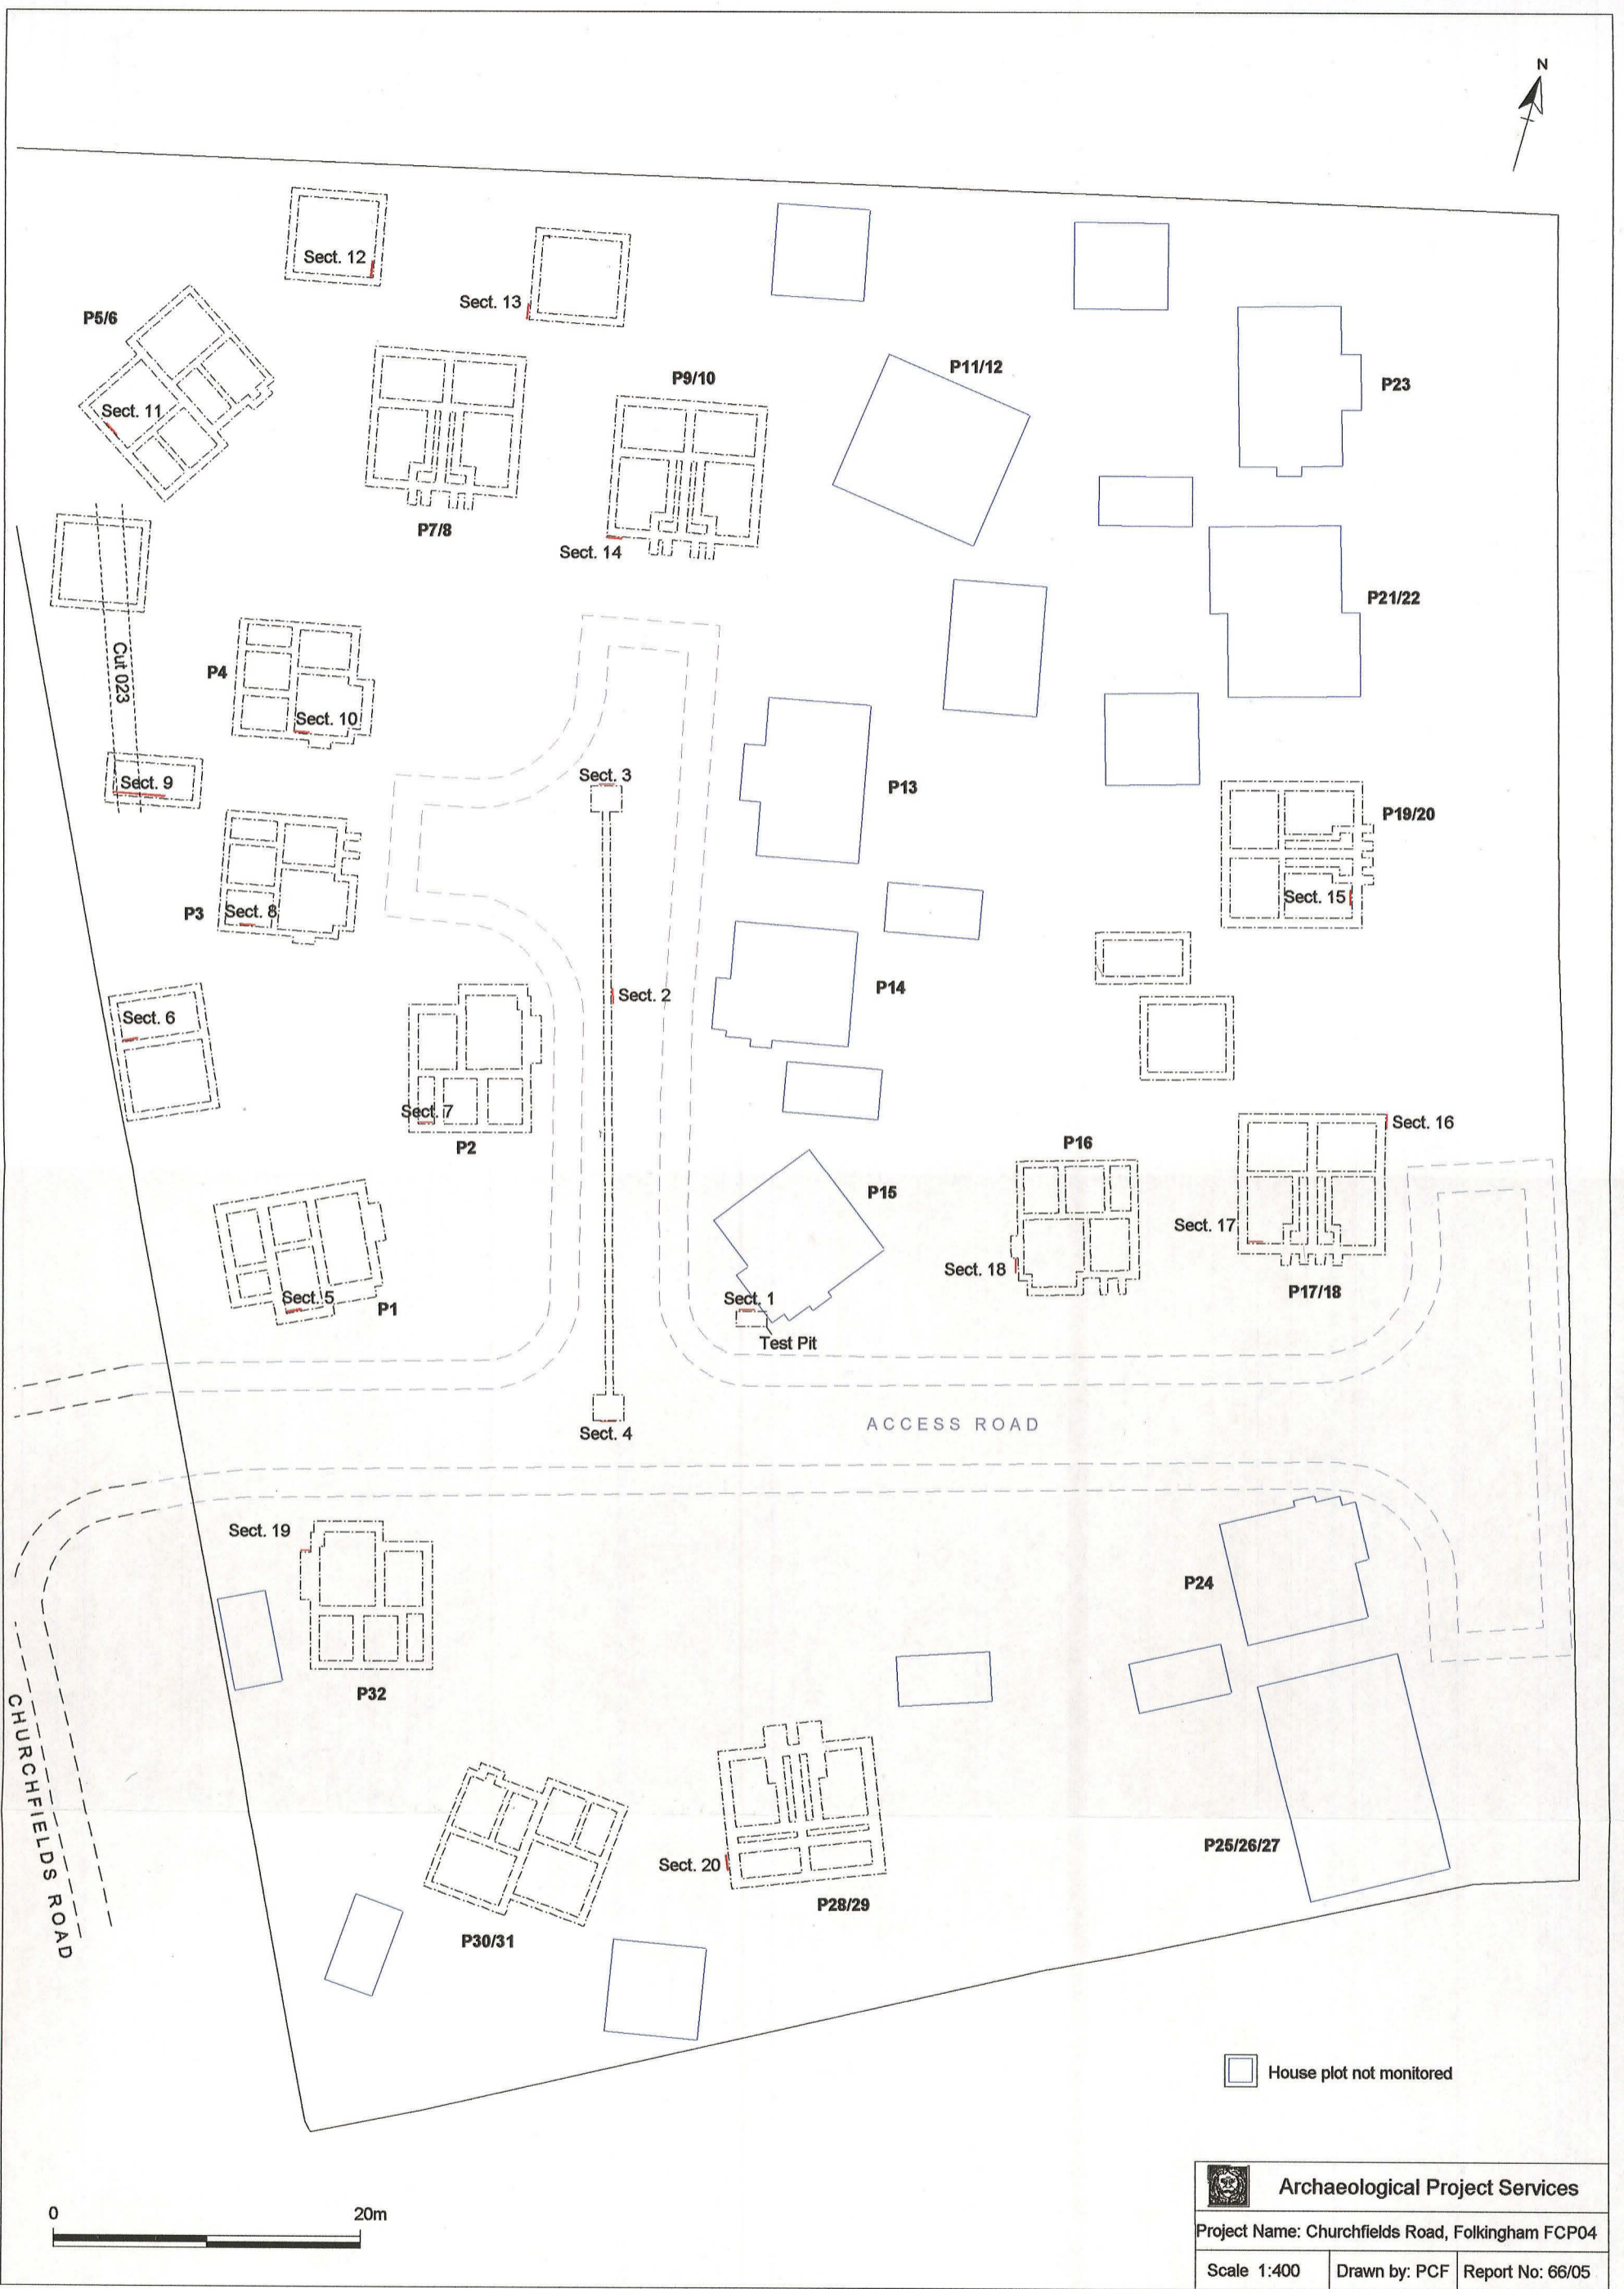 N
Sect. 12
Sect. 13
P5/6
P11/12
P9/10
P23
Sect. 11
P7/8
Sect. 14
P21/22
Cut 023
P4
Sect. 10
Sect. 3
Sect. 9
P13
P19/20
Sect. 15
P3
Sect. 8
Sect. 2
P14
Sect. 6
Sect. 7
P2
Sect. 16
P16
P15
Sect. 17
Sect. 18
P17/18
Sect. 5
P1
Sect. 1
Test Pit
ACCESS ROAD
Sect. 4
Sect. 19
P24
P32
CHURCHFIELDS ROAD
P25/26/27
Sect. 20
P28/29
P30/31
House plot not monitored
0 20m
Archaeological Project Services
Project Name: Churchfields Road, Folkingham FCP04
Scale 1:400
Drawn by: PCF
Report No: 66/05